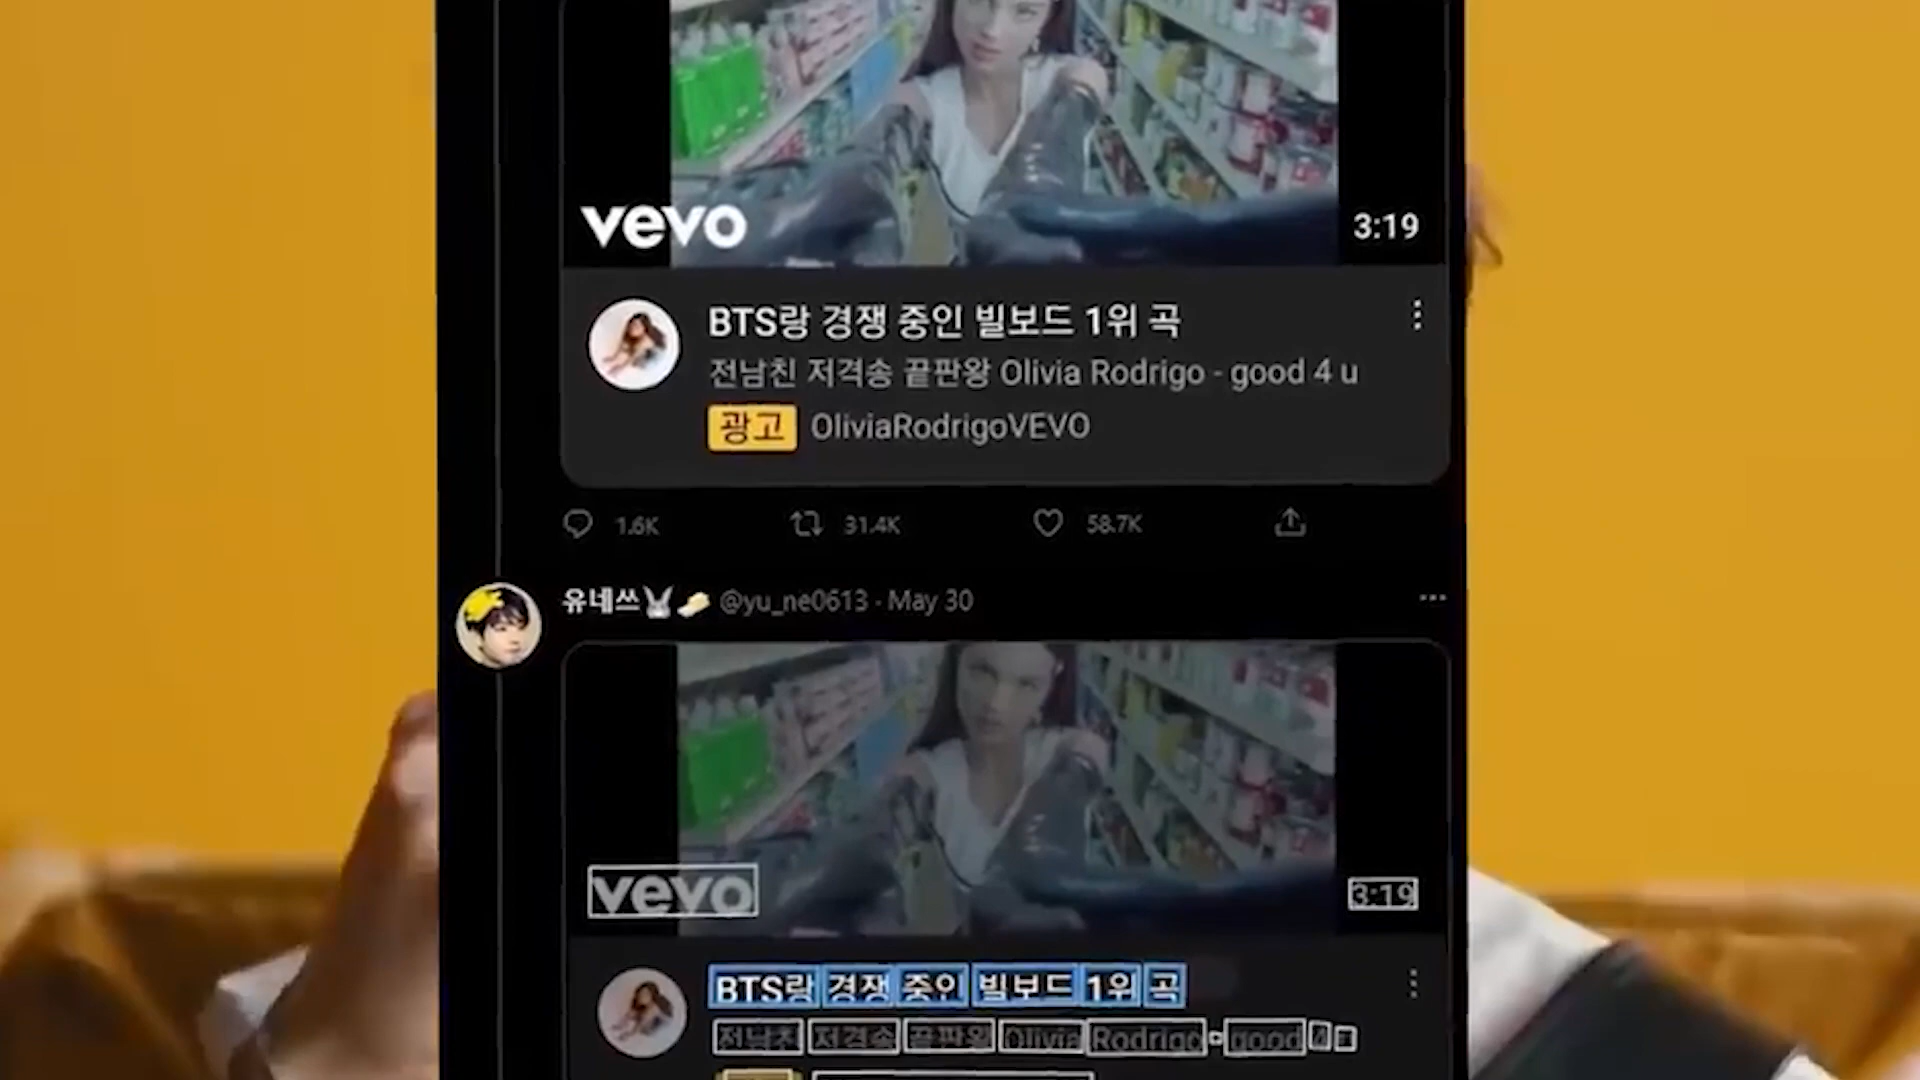 vevo
3:19
BTS랑 경쟁 중인 빌보드 1위 곡
전남친 저격송 끝판왕 Olivia Rodrigo - good 4 u
광고 OliviaRodrigoVEVO
1.6K 31.4K 58.7K
유네쓰 @yu_ne0613 · May 30
vevo
3:19
BTS랑 경쟁 중인 빌보드 1위 곡
전남친 저격송 끝판왕 Olivia Rodrigo - good 4 u